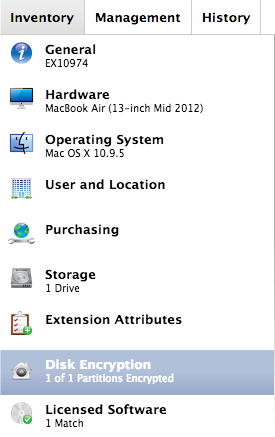 Inventory Management History
General
EX10974
Hardware
MacBook Air (13-inch Mid 2012)
Operating System
Mac OS X 10.9.5
User and Location
Purchasing
Storage
1 Drive
Extension Attributes
Disk Encryption
1 of 1 Partitions Encrypted
Licensed Software
1 Match